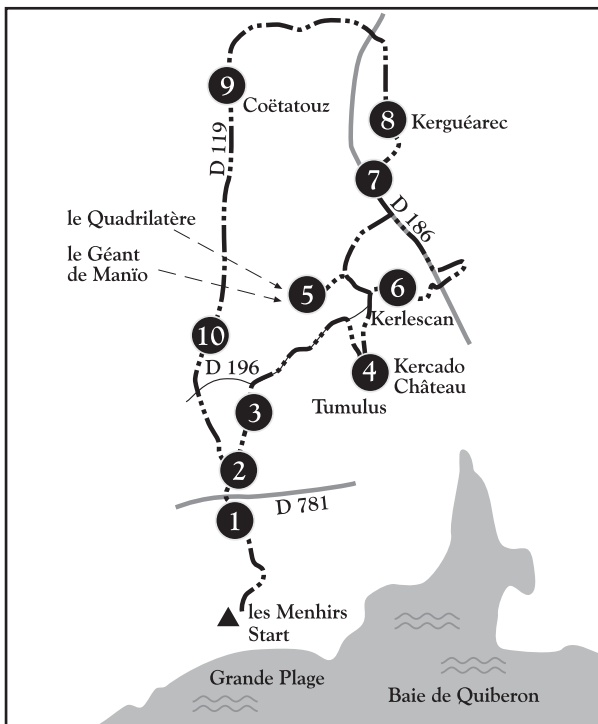 9
Coëtatouz
8
Kerguéarec
D 119
7
le Quadrilatère
D 186
le Géant
de Manïo
5
6
Kerlescan
10
D 196
4
Kercado
Château
Tumulus
3
2
D 781
1
les Menhirs
Start
Grande Plage
Baie de Quiberon